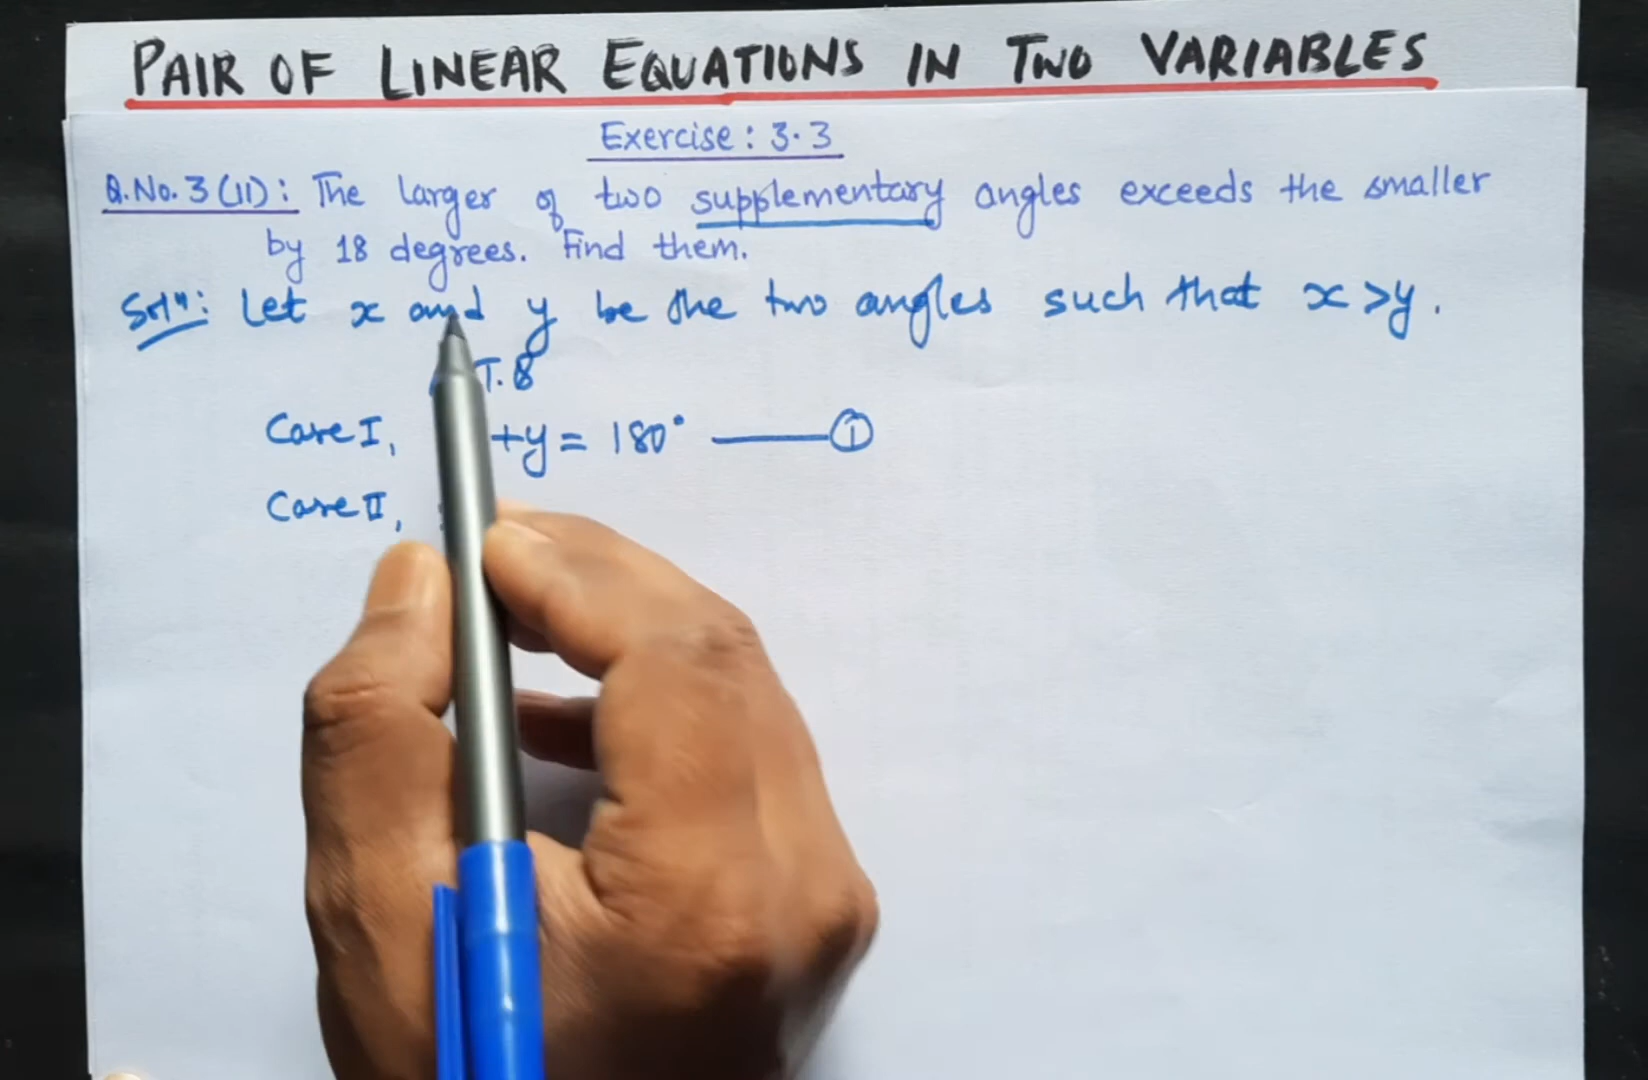 PAIR OF LINEAR EQUATIONS IN TWO VARIABLES
Exercise: 3.3
Q.No. 3 (II): The larger of two supplementary angles exceeds the smaller
by 18 degrees. Find them.
Soln: Let x and y be the two angles such that x > y.
T.
Case I, +y = 180° ——— ①
Case II,